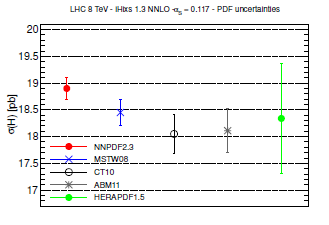 LHC 8 TeV - iHixs 1.3 NNLO -α_S = 0.117 - PDF uncertainties
20
19.5
19
18.5
18
17.5
17
σ(H) [pb]
NNPDF2.3
MSTW08
CT10
ABM11
HERAPDF1.5